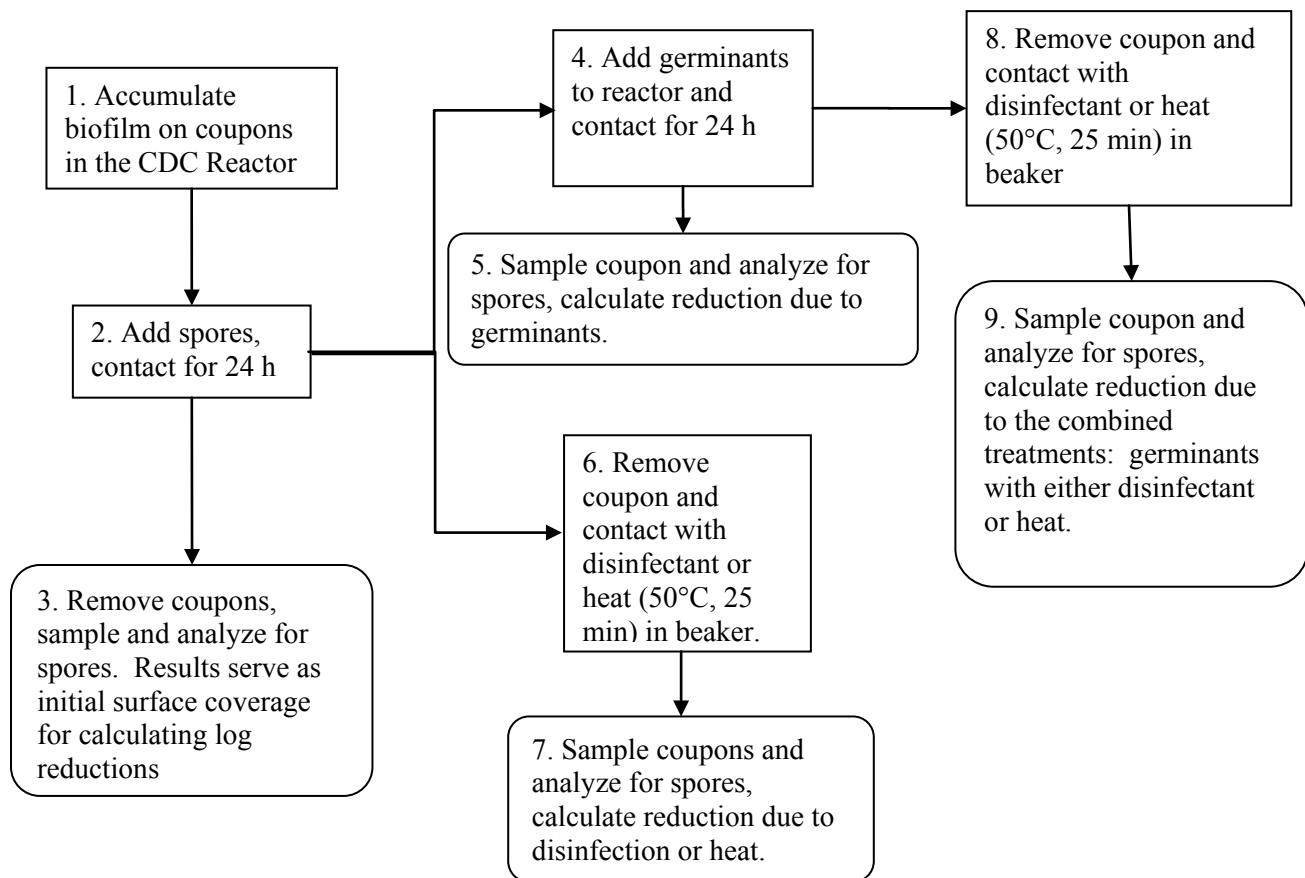 1. Accumulate
biofilm on coupons
in the CDC Reactor
2. Add spores,
contact for 24 h
3. Remove coupons,
sample and analyze for
spores. Results serve as
initial surface coverage
for calculating log
reductions
4. Add germinants
to reactor and
contact for 24 h
5. Sample coupon and analyze for
spores, calculate reduction due to
germinants.
6. Remove
coupon and
contact with
disinfectant or
heat (50°C, 25
min) in beaker.
7. Sample coupons and
analyze for spores,
calculate reduction due to
disinfection or heat.
8. Remove coupon and
contact with
disinfectant or heat
(50°C, 25 min) in
beaker
9. Sample coupon and
analyze for spores,
calculate reduction due
to the combined
treatments: germinants
with either disinfectant
or heat.